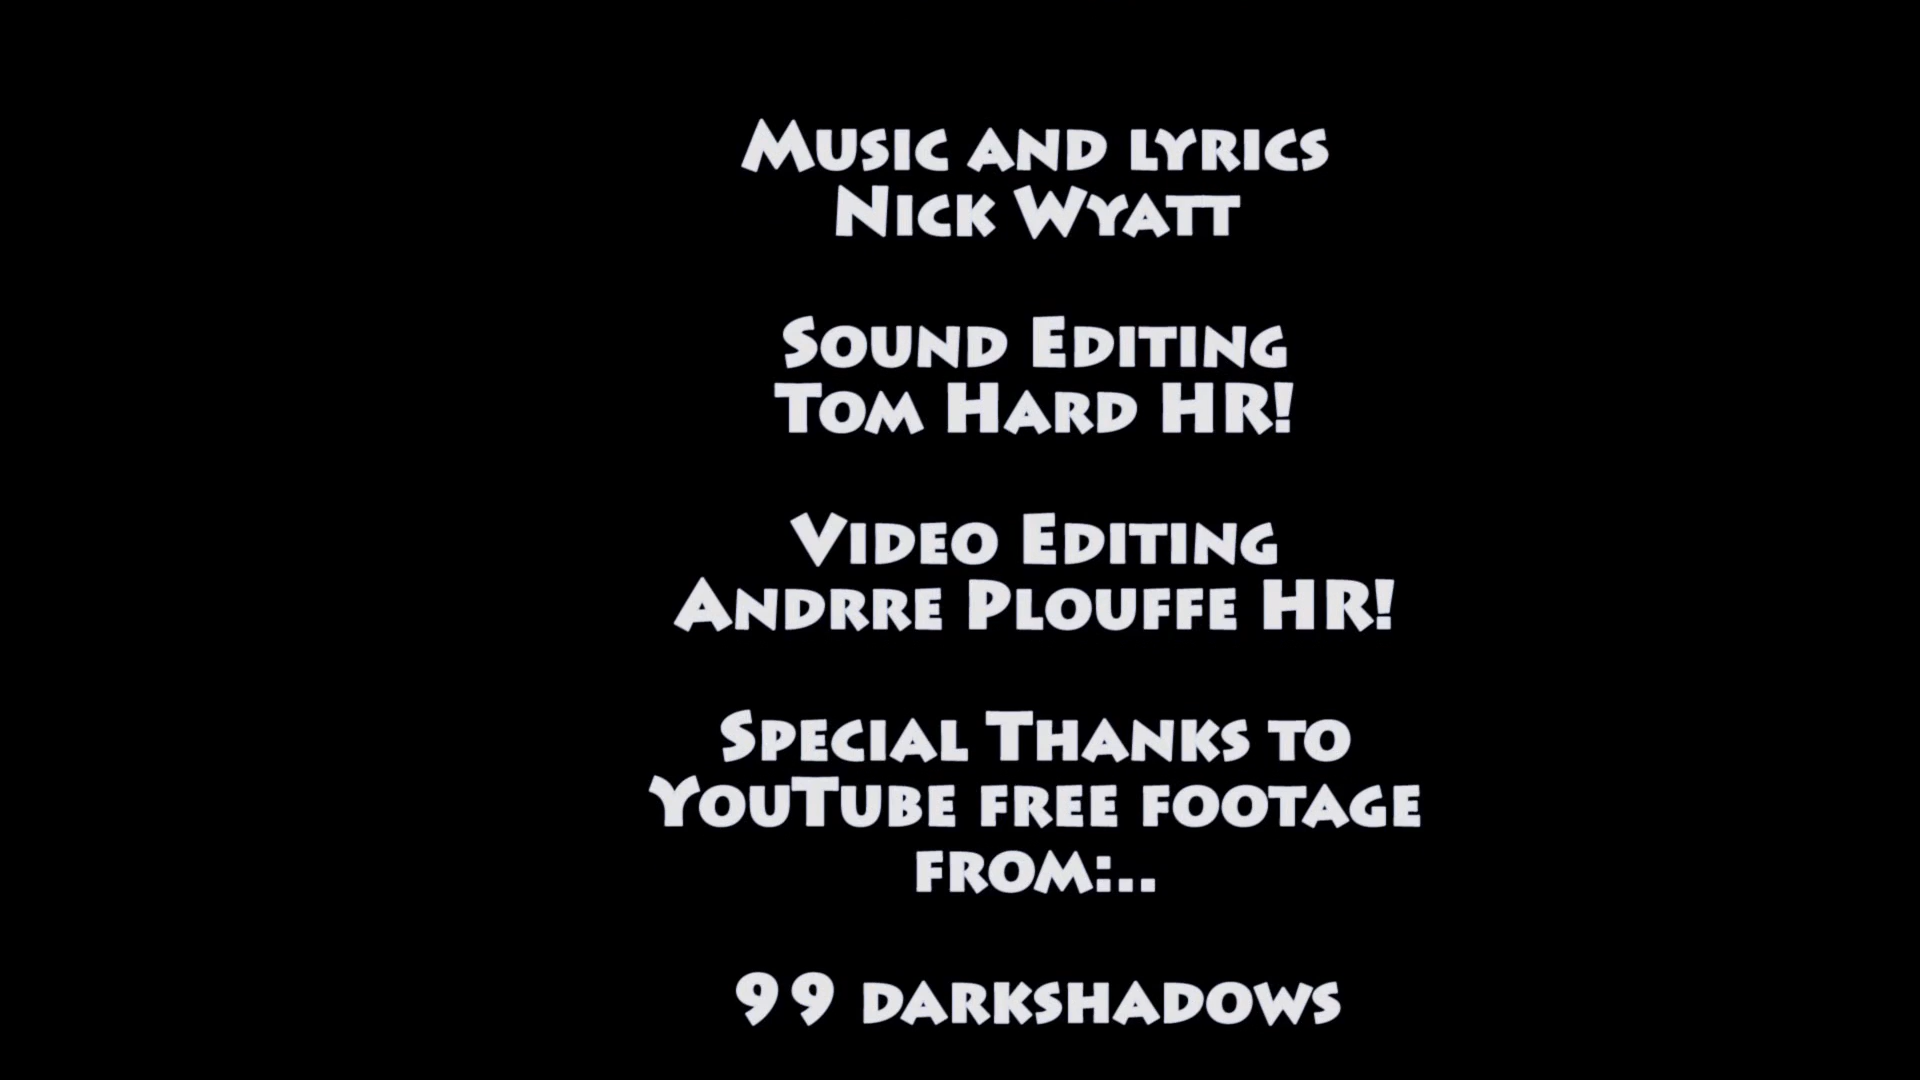 Music and lyrics
Nick Wyatt
Sound Editing
Tom Hard HR!
Video Editing
Andrre Plouffe HR!
Special Thanks to
YouTube free footage
from:..
99 darkshadows